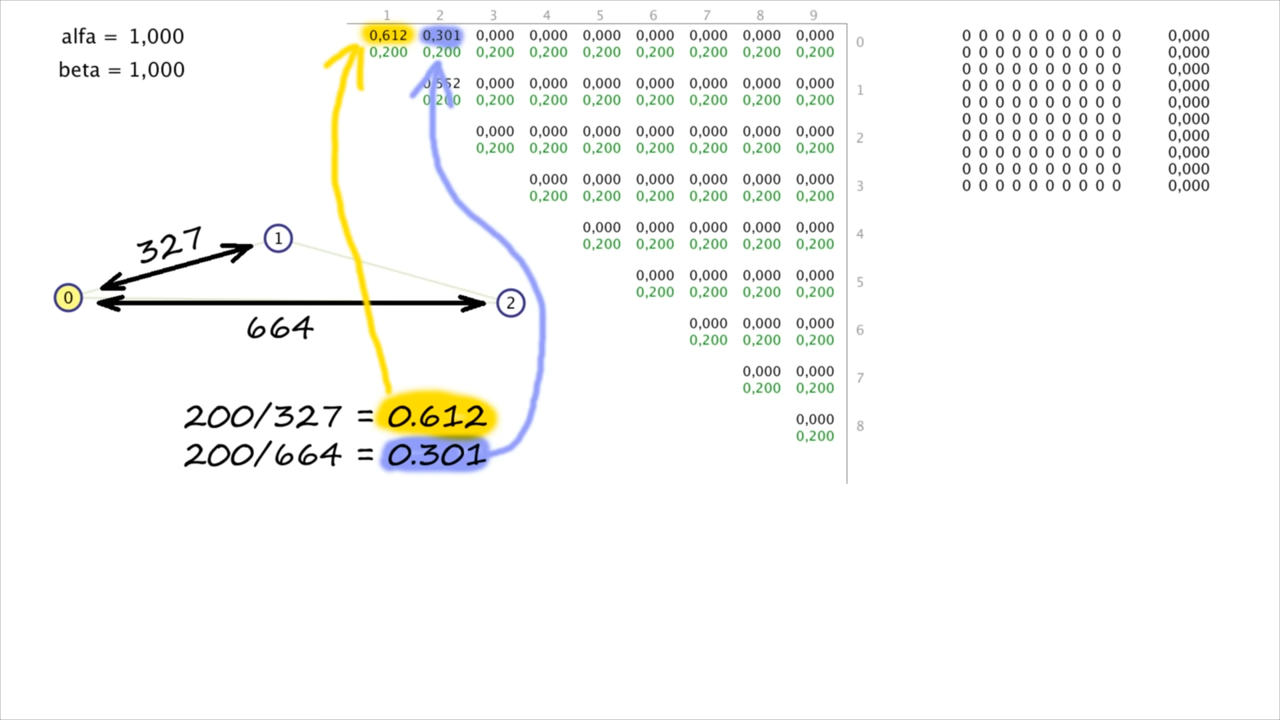 alfa = 1,000
beta = 1,000
1 2 3 4 5 6 7 8 9
0,612 0,301 0,000 0,000 0,000 0,000 0,000 0,000 0,000 0
0,200 0,200 0,200 0,200 0,200 0,200 0,200 0,200 0,200
0,000 0,000 0,000 0,000 0,000 0,000 0,000 1
0,200 0,200 0,200 0,200 0,200 0,200 0,200 0,200
0,000 0,000 0,000 0,000 0,000 0,000 0,000 2
0,200 0,200 0,200 0,200 0,200 0,200 0,200
0,000 0,000 0,000 0,000 0,000 0,000 3
0,200 0,200 0,200 0,200 0,200 0,200
0,000 0,000 0,000 0,000 0,000 4
0,200 0,200 0,200 0,200 0,200
0,000 0,000 0,000 0,000 5
0,200 0,200 0,200 0,200
0,000 0,000 0,000 6
0,200 0,200 0,200
0,000 0,000 7
0,200 0,200
0,000 8
0,200
0 0 0 0 0 0 0 0 0 0 0,000
0 0 0 0 0 0 0 0 0 0 0,000
0 0 0 0 0 0 0 0 0 0 0,000
0 0 0 0 0 0 0 0 0 0 0,000
0 0 0 0 0 0 0 0 0 0 0,000
0 0 0 0 0 0 0 0 0 0 0,000
0 0 0 0 0 0 0 0 0 0 0,000
0 0 0 0 0 0 0 0 0 0 0,000
0 0 0 0 0 0 0 0 0 0 0,000
0 0 0 0 0 0 0 0 0 0 0,000
327
1
0
2
664
200/327 = 0.612
200/664 = 0.301